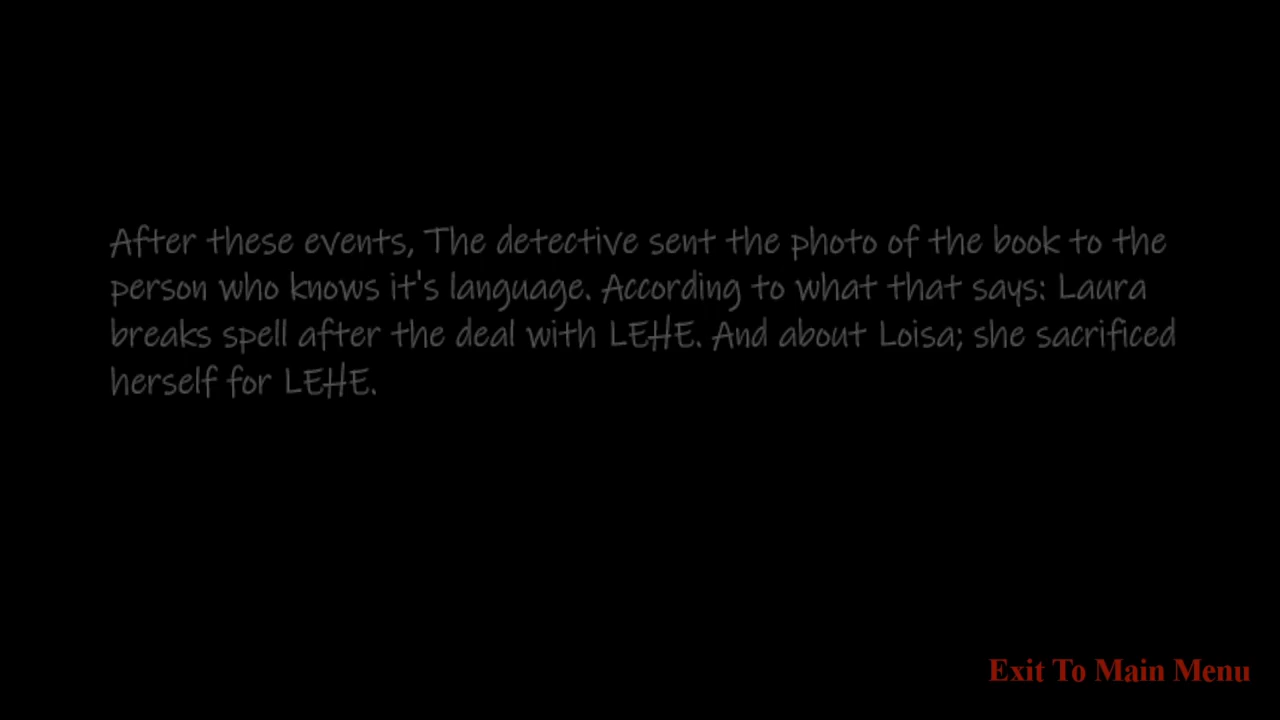 After these events, The detective sent the photo of the book to the
person who knows it's language. According to what that says: Laura
breaks spell after the deal with LEHE. And about Loisa; she sacrificed
herself for LEHE.
Exit To Main Menu